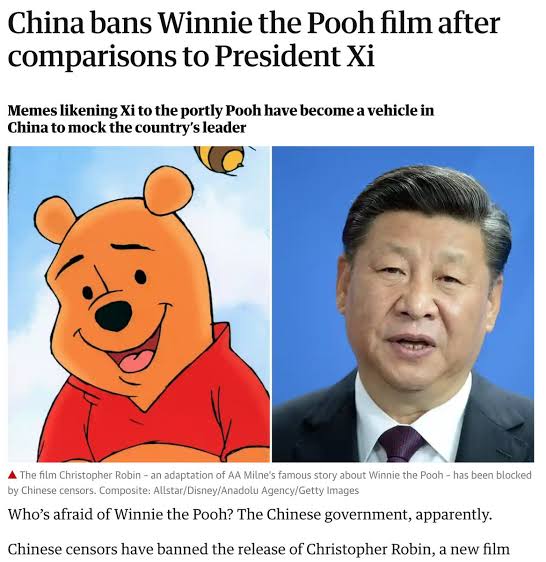 China bans Winnie the Pooh film after
comparisons to President Xi
Memes likening Xi to the portly Pooh have become a vehicle in
China to mock the country's leader
▲ The film Christopher Robin – an adaptation of AA Milne's famous story about Winnie the Pooh – has been blocked
by Chinese censors. Composite: Allstar/Disney/Anadolu Agency/Getty Images
Who's afraid of Winnie the Pooh? The Chinese government, apparently.
Chinese censors have banned the release of Christopher Robin, a new film